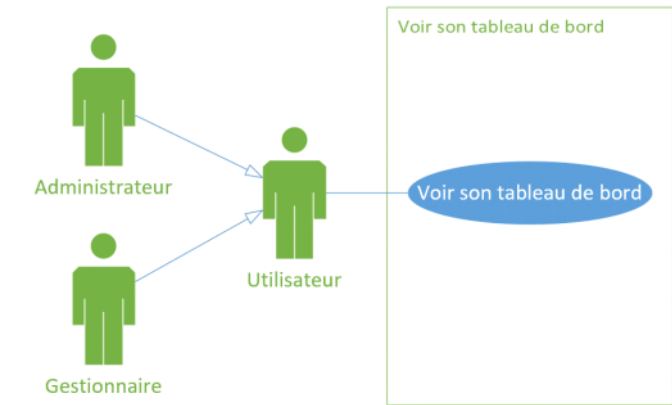 Voir son tableau de bord
Administrateur
Voir son tableau de bord
Utilisateur
Gestionnaire